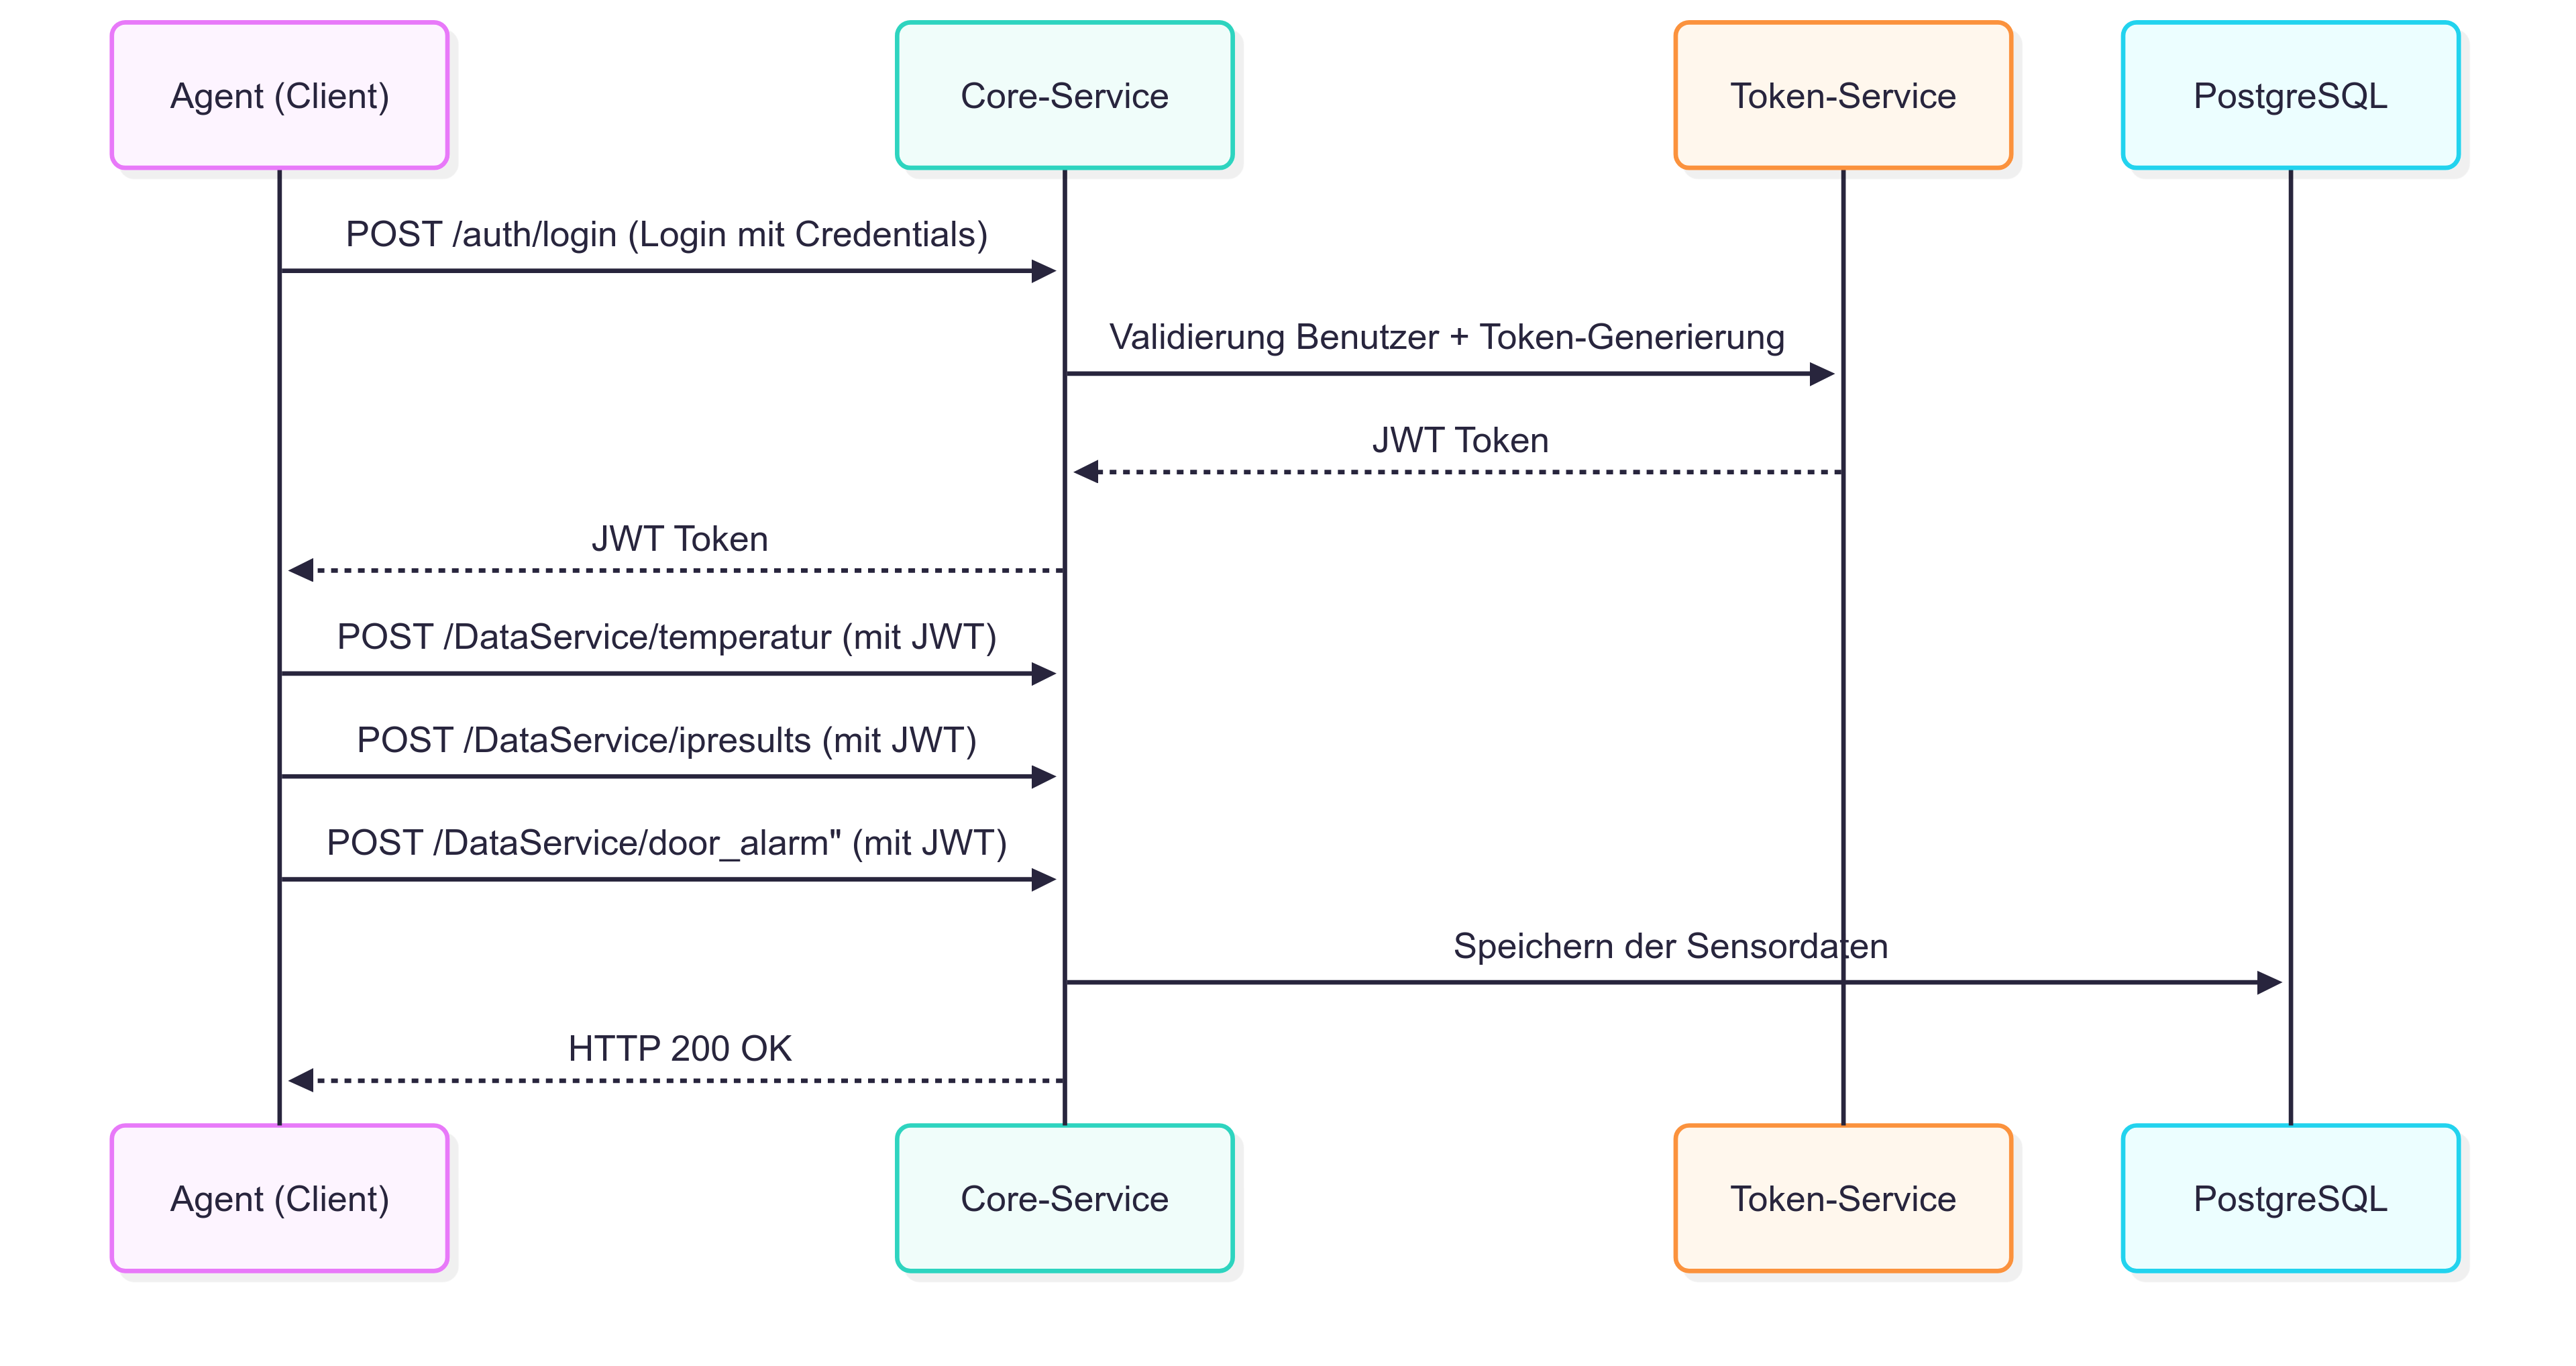 Agent (Client)
Core-Service
Token-Service
PostgreSQL
POST /auth/login (Login mit Credentials)
Validierung Benutzer + Token-Generierung
JWT Token
JWT Token
POST /DataService/temperatur (mit JWT)
POST /DataService/ipresults (mit JWT)
POST /DataService/door_alarm" (mit JWT)
Speichern der Sensordaten
HTTP 200 OK
Agent (Client)
Core-Service
Token-Service
PostgreSQL